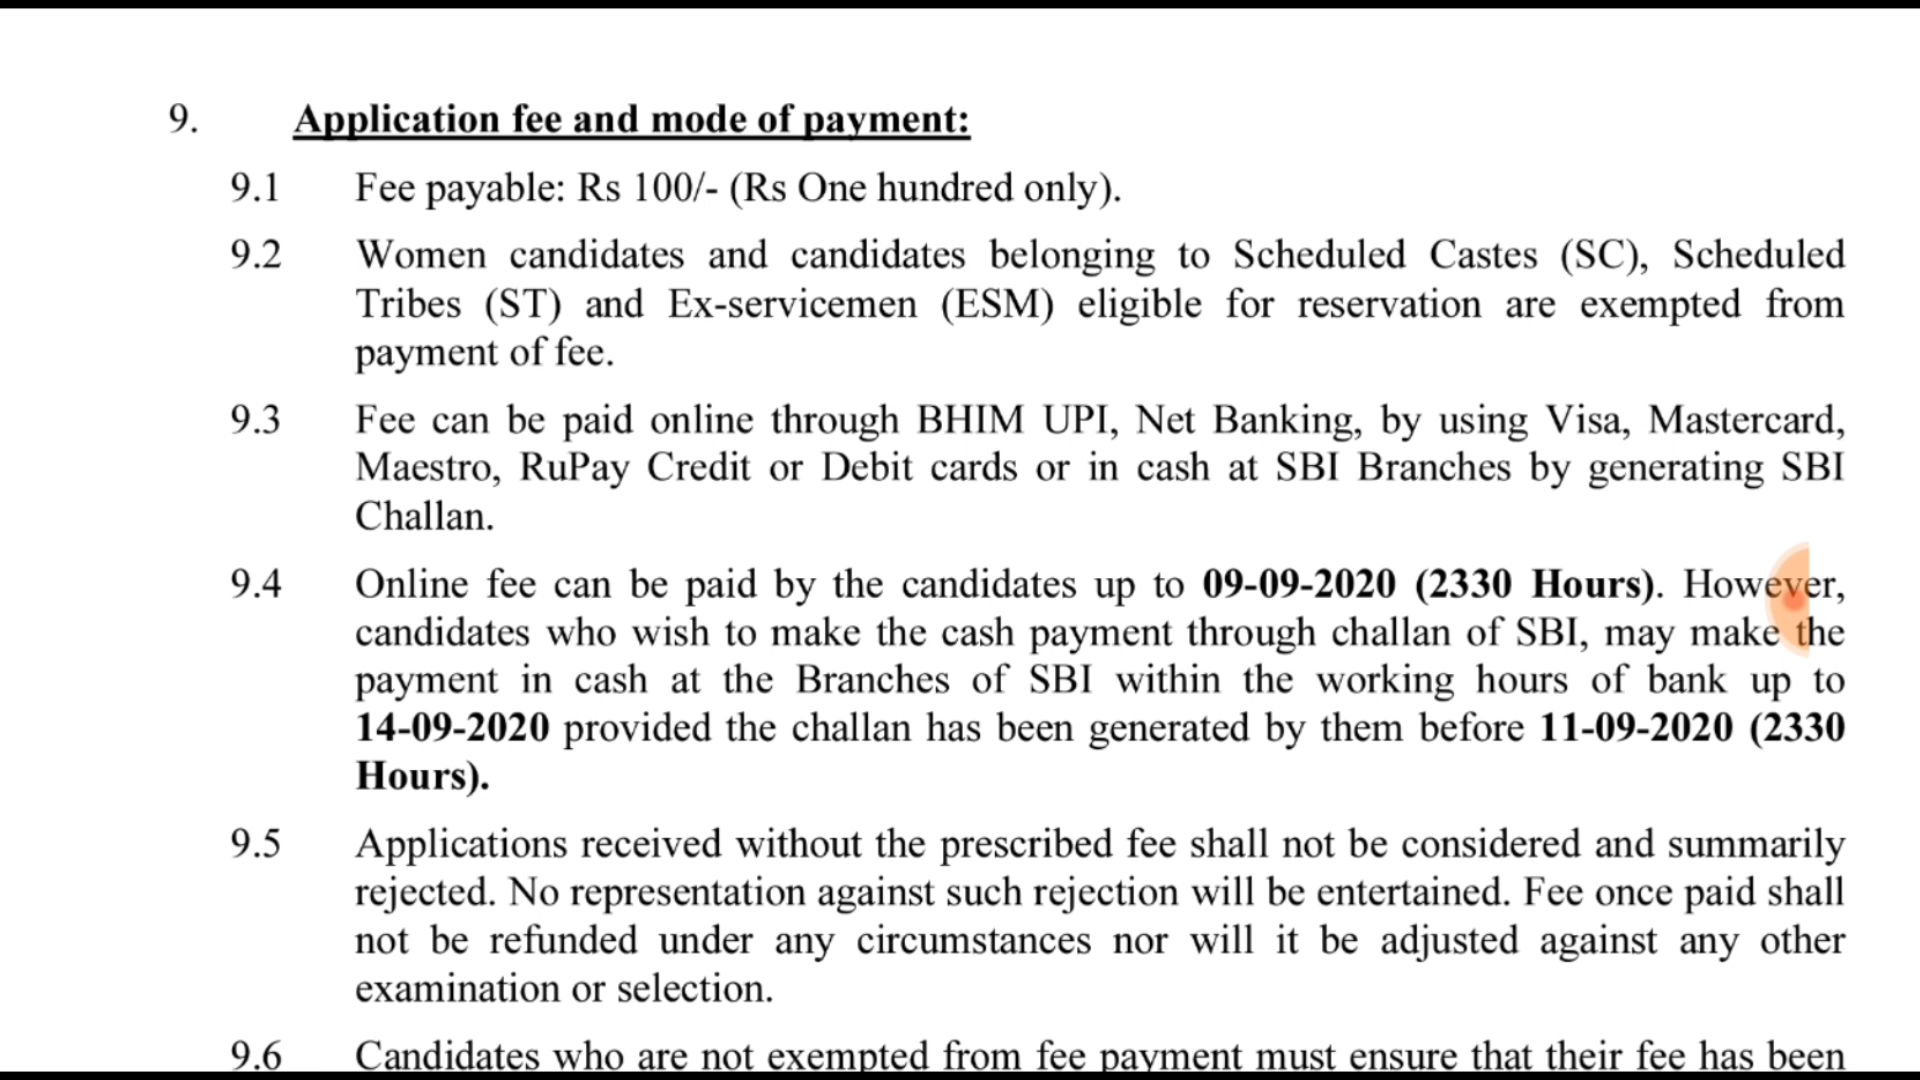 9. Application fee and mode of payment:
9.1 Fee payable: Rs 100/- (Rs One hundred only).
9.2 Women candidates and candidates belonging to Scheduled Castes (SC), Scheduled
Tribes (ST) and Ex-servicemen (ESM) eligible for reservation are exempted from
payment of fee.
9.3 Fee can be paid online through BHIM UPI, Net Banking, by using Visa, Mastercard,
Maestro, RuPay Credit or Debit cards or in cash at SBI Branches by generating SBI
Challan.
9.4 Online fee can be paid by the candidates up to 09-09-2020 (2330 Hours). However,
candidates who wish to make the cash payment through challan of SBI, may make the
payment in cash at the Branches of SBI within the working hours of bank up to
14-09-2020 provided the challan has been generated by them before 11-09-2020 (2330
Hours).
9.5 Applications received without the prescribed fee shall not be considered and summarily
rejected. No representation against such rejection will be entertained. Fee once paid shall
not be refunded under any circumstances nor will it be adjusted against any other
examination or selection.
9.6 Candidates who are not exempted from fee payment must ensure that their fee has been